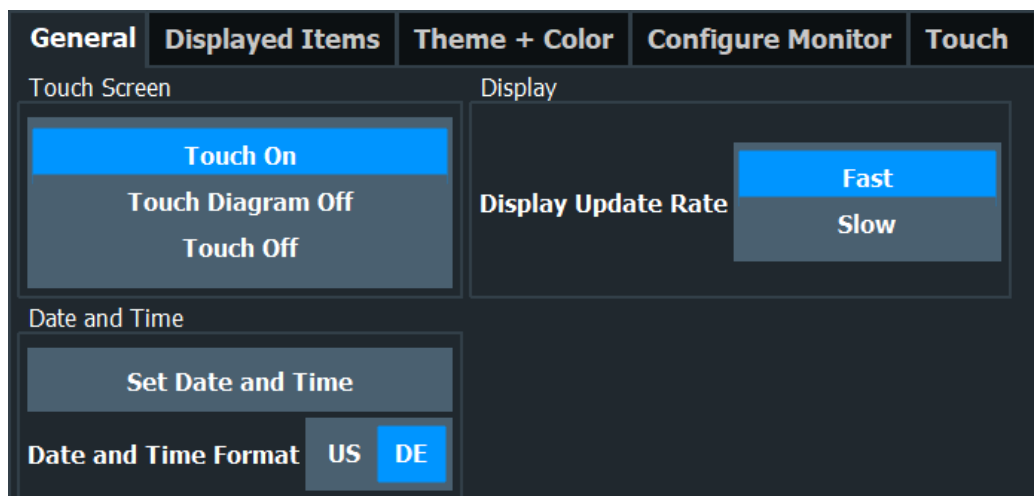 General Displayed Items Theme + Color Configure Monitor Touch
Touch Screen
Touch On
Touch Diagram Off
Touch Off
Display
Display Update Rate
Fast
Slow
Date and Time
Set Date and Time
Date and Time Format US DE